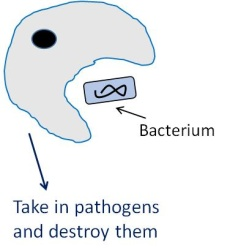 Bacterium
Take in pathogens
and destroy them